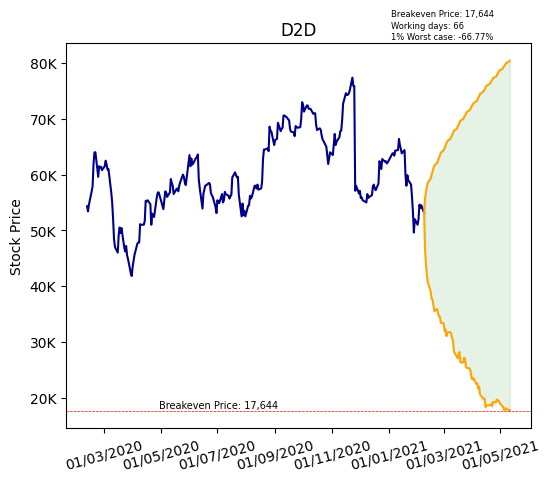 Breakeven Price: 17,644
Working days: 66
1% Worst case: -66.77%
D2D
Stock Price
80K
70K
60K
50K
40K
30K
20K
Breakeven Price: 17,644
01/03/2020 01/05/2020 01/07/2020 01/09/2020 01/11/2020 01/01/2021 01/03/2021 01/05/2021